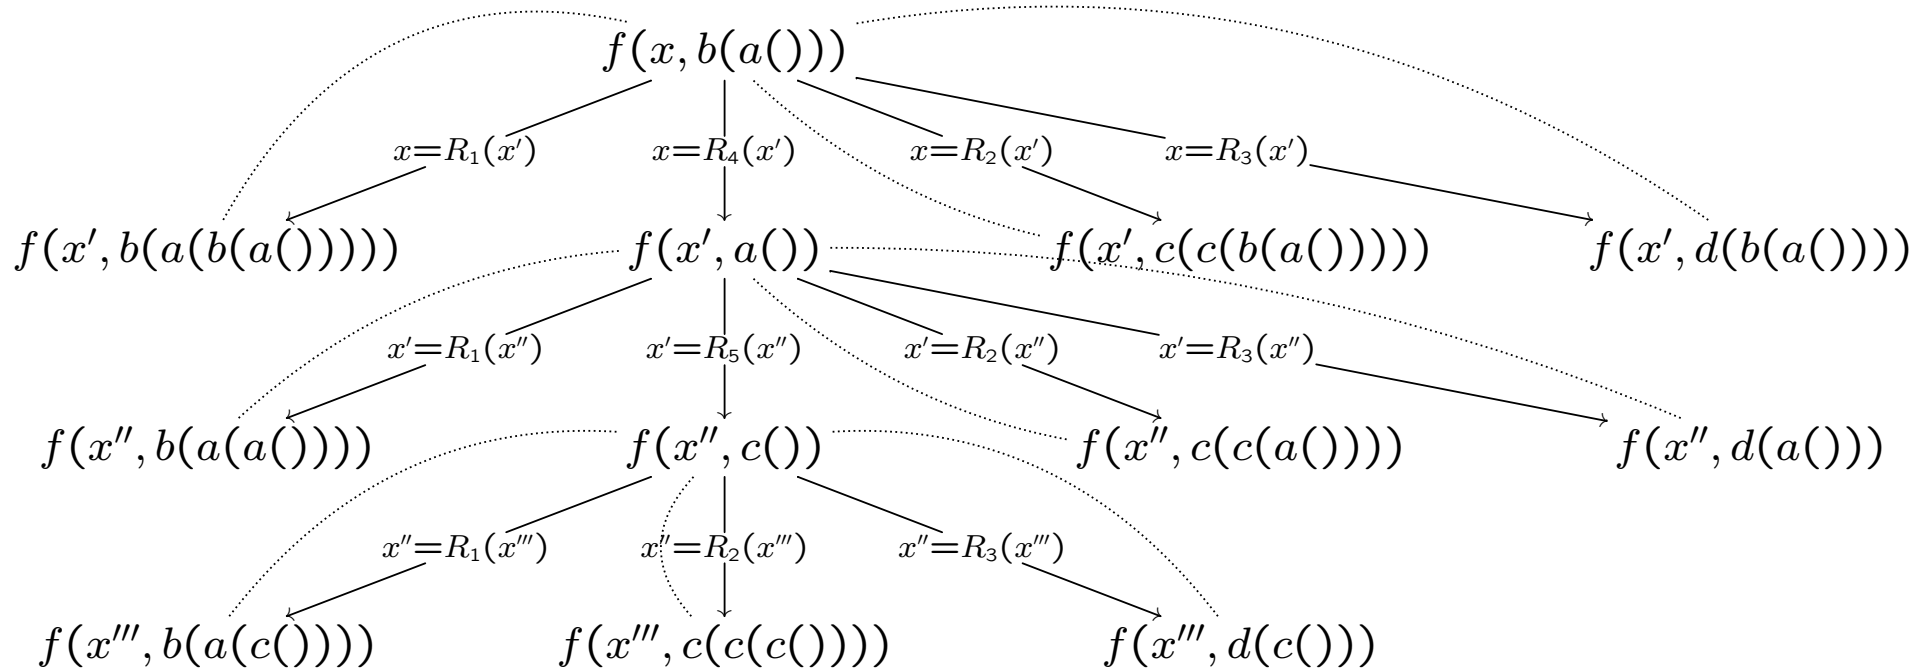 f(x, b(a()))
x=R₁(x′) x=R₄(x′) x=R₂(x′) x=R₃(x′)
f(x′, b(a(b(a())))) f(x′, a()) f(x′, c(c(b(a())))) f(x′, d(b(a())))
x′=R₁(x″) x′=R₅(x″) x′=R₂(x″) x′=R₃(x″)
f(x″, b(a(a()))) f(x″, c()) f(x″, c(c(a()))) f(x″, d(a()))
x″=R₁(x‴) x″=R₂(x‴) x″=R₃(x‴)
f(x‴, b(a(c()))) f(x‴, c(c(c()))) f(x‴, d(c()))